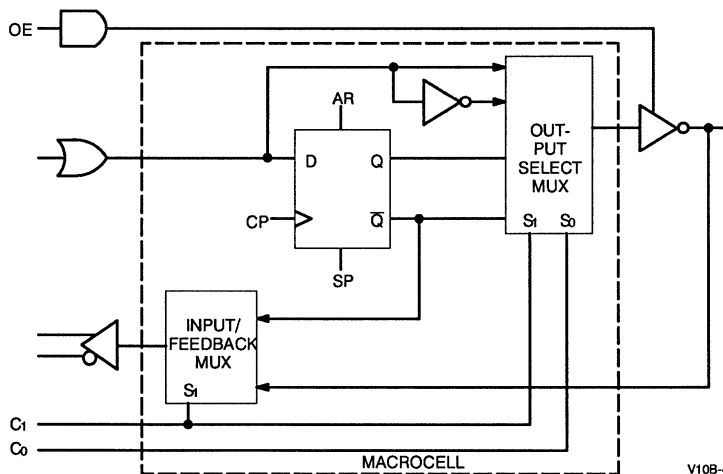 OE
AR
D
Q
OUT-
PUT
SELECT
MUX
CP
Q̅
S1 S0
SP
INPUT/
FEEDBACK
MUX
S1
C1
C0
MACROCELL